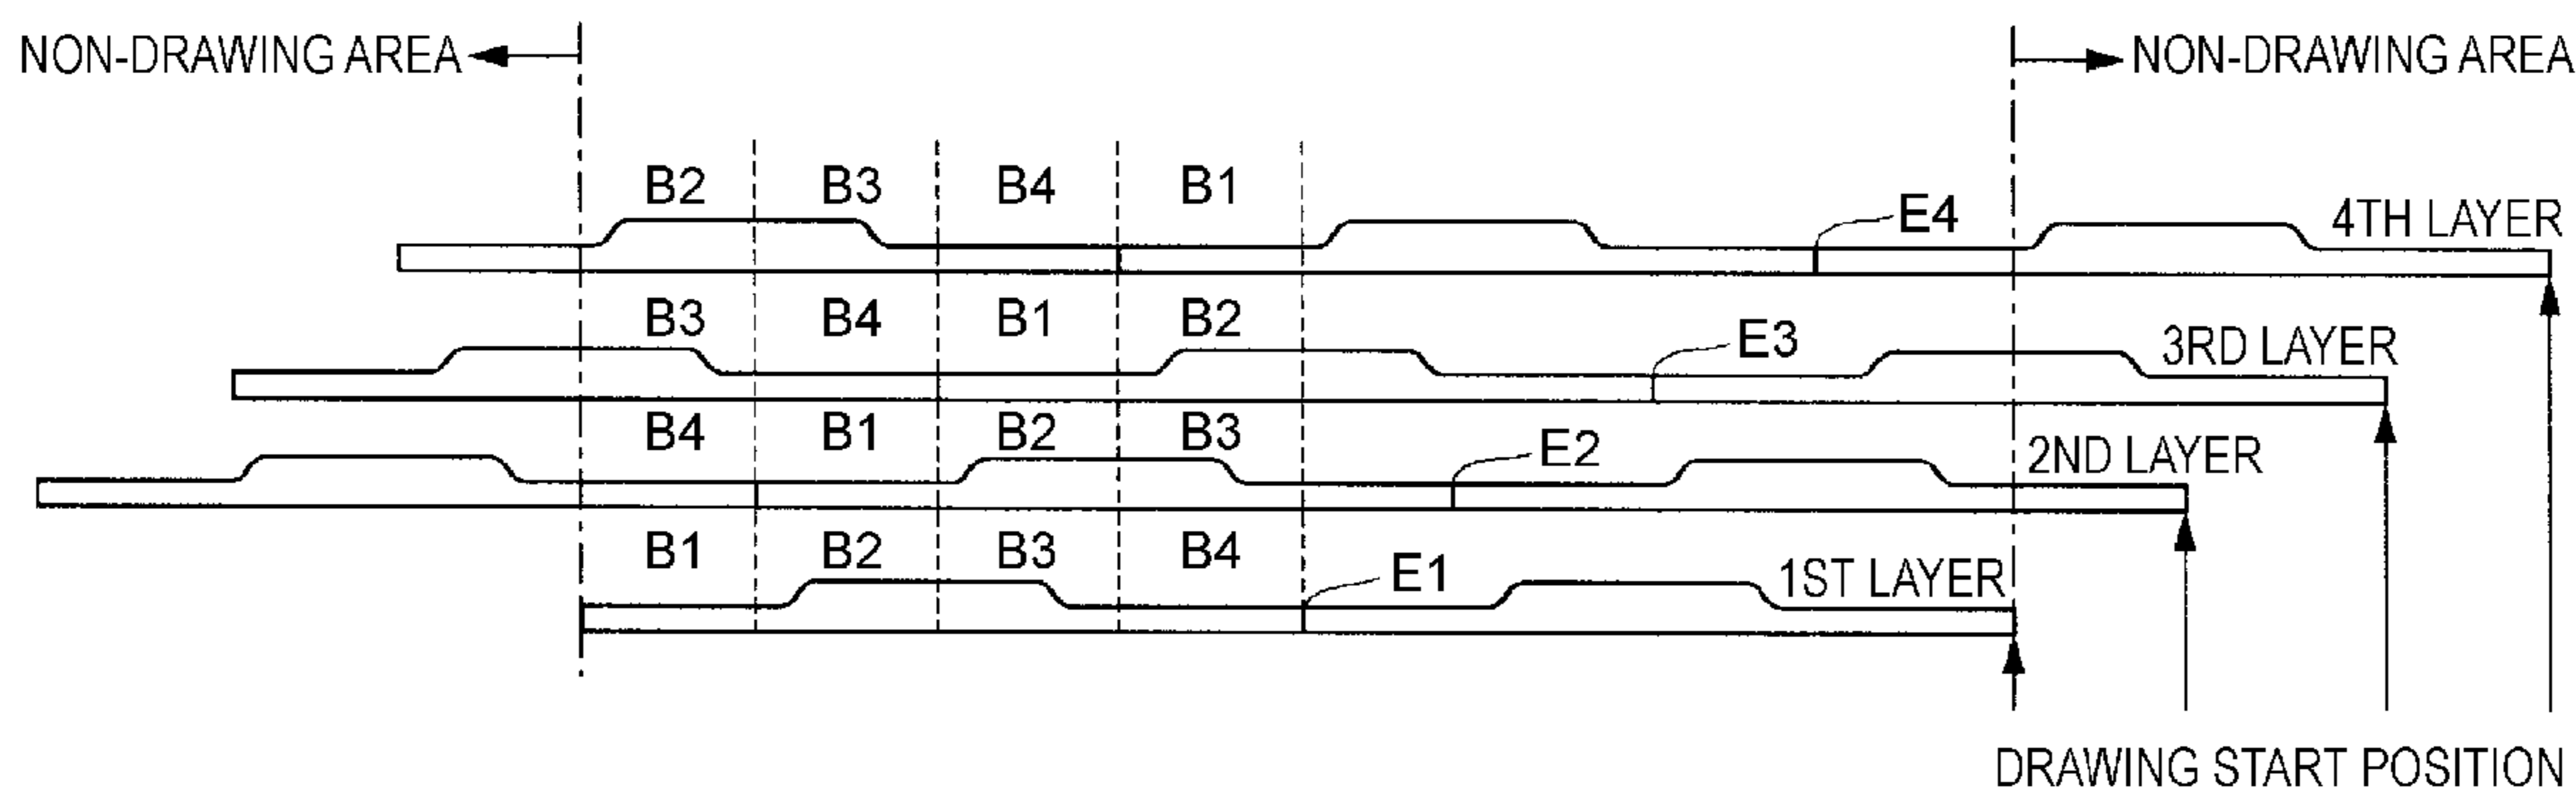 NON-DRAWING AREA NON-DRAWING AREA
B2 B3 B4 B1
E4 4TH LAYER
B3 B4 B1 B2
E3 3RD LAYER
B4 B1 B2 B3
E2 2ND LAYER
B1 B2 B3 B4
E1 1ST LAYER
DRAWING START POSITION